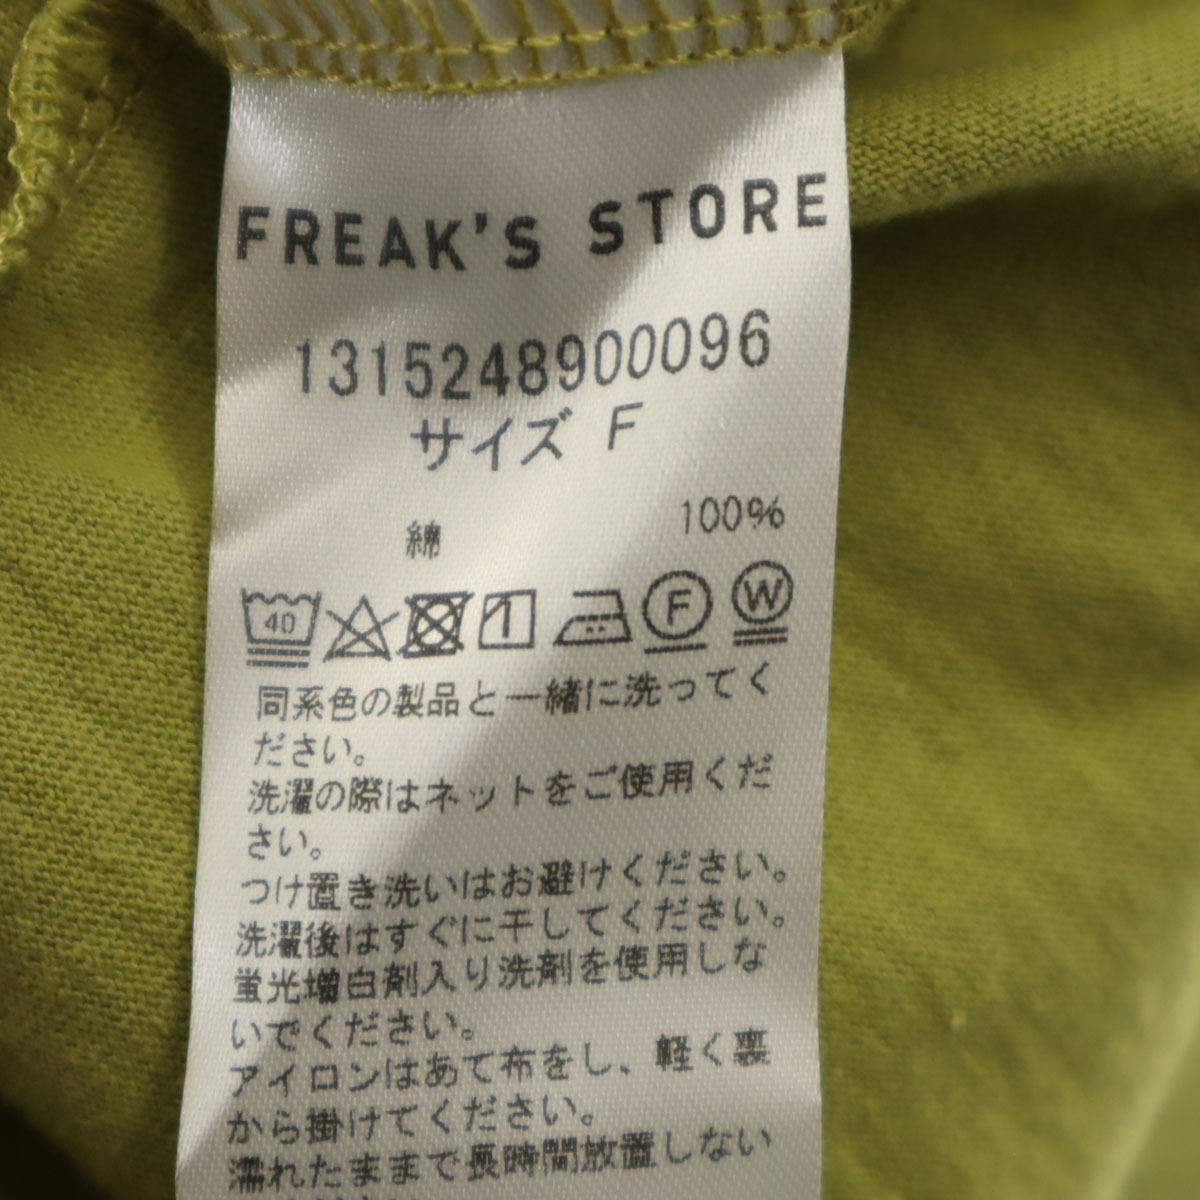 FREAK'S STORE
1315248900096
サイズ F
綿 100%
40 F W
同系色の製品と一緒に洗ってく
ださい。
洗濯の際はネットをご使用くだ
さい。
つけ置き洗いはお避けください。
洗濯後はすぐに干してください。
蛍光増白剤入り洗剤を使用しな
いでください。
アイロンはあて布をし、軽く裏
から掛けてください。
濡れたままで長時間放置しない